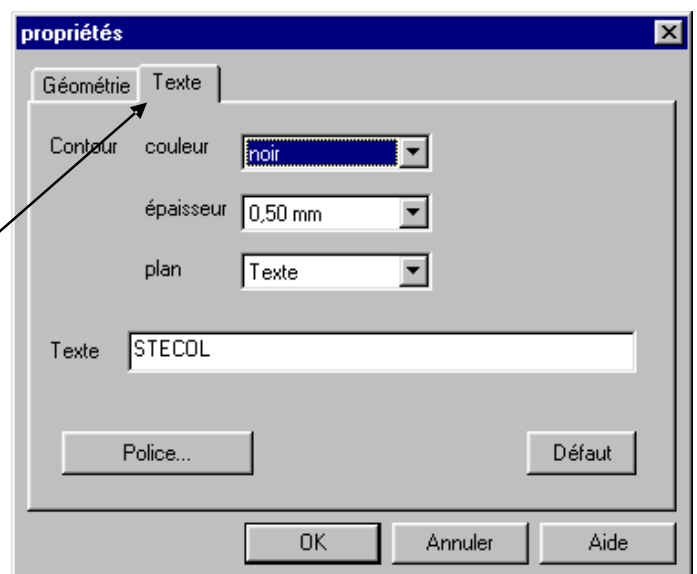 propriétés
Géométrie Texte
Contour couleur noir
épaisseur 0,50 mm
plan Texte
Texte STECOL
Police... Défaut
OK Annuler Aide